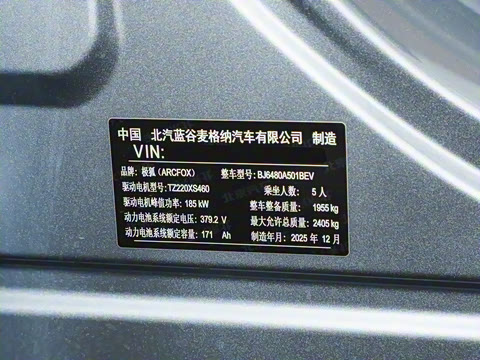 中国 北汽蓝谷麦格纳汽车有限公司 制造
VIN:
品牌: 极狐 (ARCFOX) 整车型号: BJ6480A501BEV
驱动电机型号: TZ220XS460 乘坐人数: 5 人
驱动电机峰值功率: 185 kW 整车整备质量: 1955 kg
动力电池系统额定电压: 379.2 V 最大允许总质量: 2405 kg
动力电池系统额定容量: 171 Ah 制造年月: 2025 年 12 月